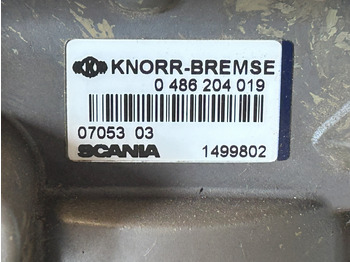 KNORR-BREMSE
0 486 204 019
07053 03
SCANIA 1499802